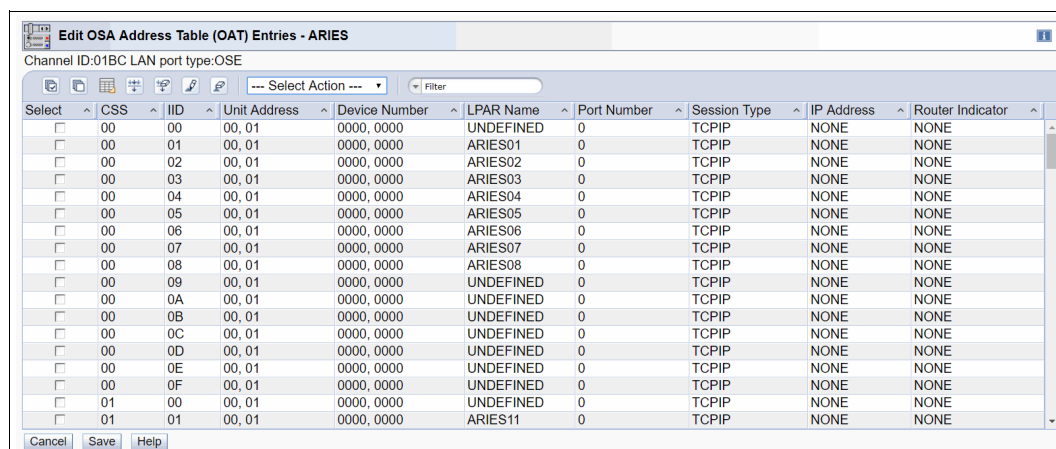 Edit OSA Address Table (OAT) Entries - ARIES
Channel ID:01BC LAN port type:OSE
--- Select Action --- Filter
Select CSS IID Unit Address Device Number LPAR Name Port Number Session Type IP Address Router Indicator
00 00 00, 01 0000, 0000 UNDEFINED 0 TCPIP NONE NONE
00 01 00, 01 0000, 0000 ARIES01 0 TCPIP NONE NONE
00 02 00, 01 0000, 0000 ARIES02 0 TCPIP NONE NONE
00 03 00, 01 0000, 0000 ARIES03 0 TCPIP NONE NONE
00 04 00, 01 0000, 0000 ARIES04 0 TCPIP NONE NONE
00 05 00, 01 0000, 0000 ARIES05 0 TCPIP NONE NONE
00 06 00, 01 0000, 0000 ARIES06 0 TCPIP NONE NONE
00 07 00, 01 0000, 0000 ARIES07 0 TCPIP NONE NONE
00 08 00, 01 0000, 0000 ARIES08 0 TCPIP NONE NONE
00 09 00, 01 0000, 0000 UNDEFINED 0 TCPIP NONE NONE
00 0A 00, 01 0000, 0000 UNDEFINED 0 TCPIP NONE NONE
00 0B 00, 01 0000, 0000 UNDEFINED 0 TCPIP NONE NONE
00 0C 00, 01 0000, 0000 UNDEFINED 0 TCPIP NONE NONE
00 0D 00, 01 0000, 0000 UNDEFINED 0 TCPIP NONE NONE
00 0E 00, 01 0000, 0000 UNDEFINED 0 TCPIP NONE NONE
00 0F 00, 01 0000, 0000 UNDEFINED 0 TCPIP NONE NONE
01 00 00, 01 0000, 0000 UNDEFINED 0 TCPIP NONE NONE
01 01 00, 01 0000, 0000 ARIES11 0 TCPIP NONE NONE
Cancel Save Help